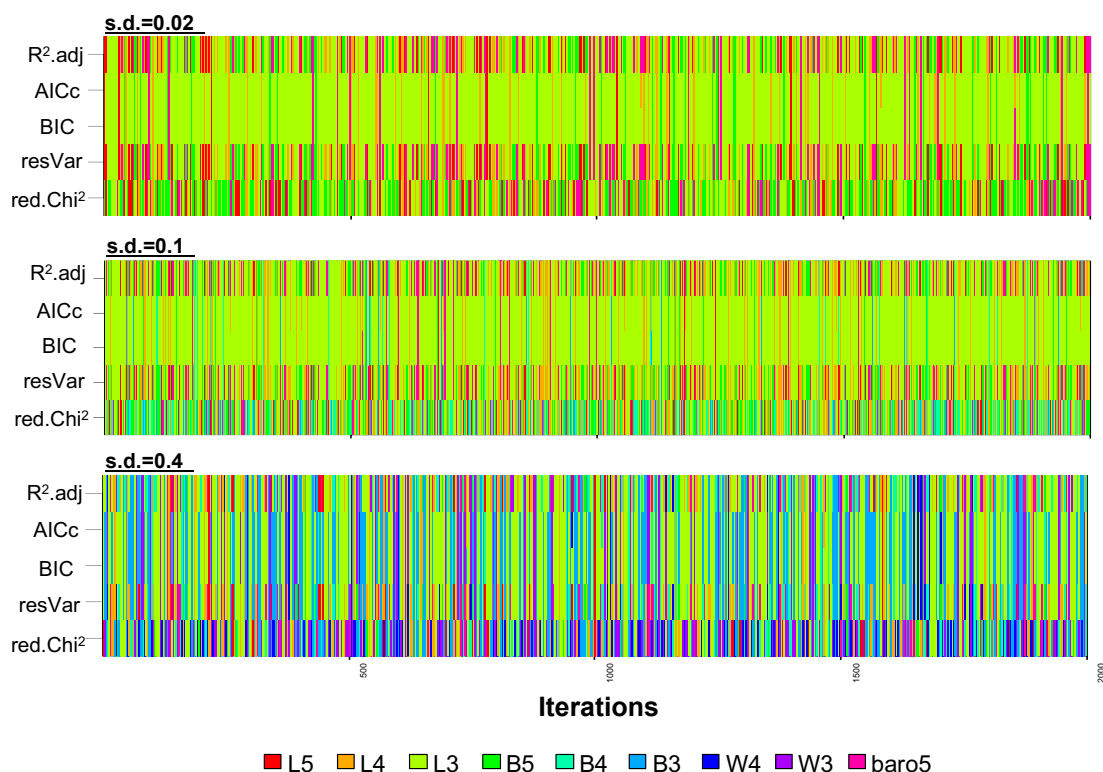 s.d.=0.02
R².adj
AICc
BIC
resVar
red.Chi²
s.d.=0.1
R².adj
AICc
BIC
resVar
red.Chi²
s.d.=0.4
R².adj
AICc
BIC
resVar
red.Chi²
500 1000 1500 2000
Iterations
L5 L4 L3 B5 B4 B3 W4 W3 baro5